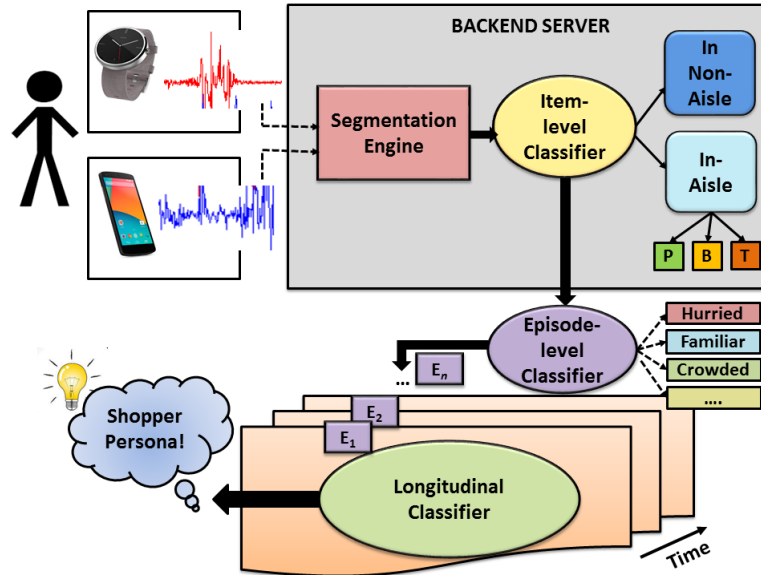 BACKEND SERVER
Segmentation
Engine
Item-
level
Classifier
In
Non-
Aisle
In-
Aisle
P
B
T
Episode-
level
Classifier
Hurried
Familiar
Crowded
....
... En
E2
E1
Shopper
Persona!
Longitudinal
Classifier
Time